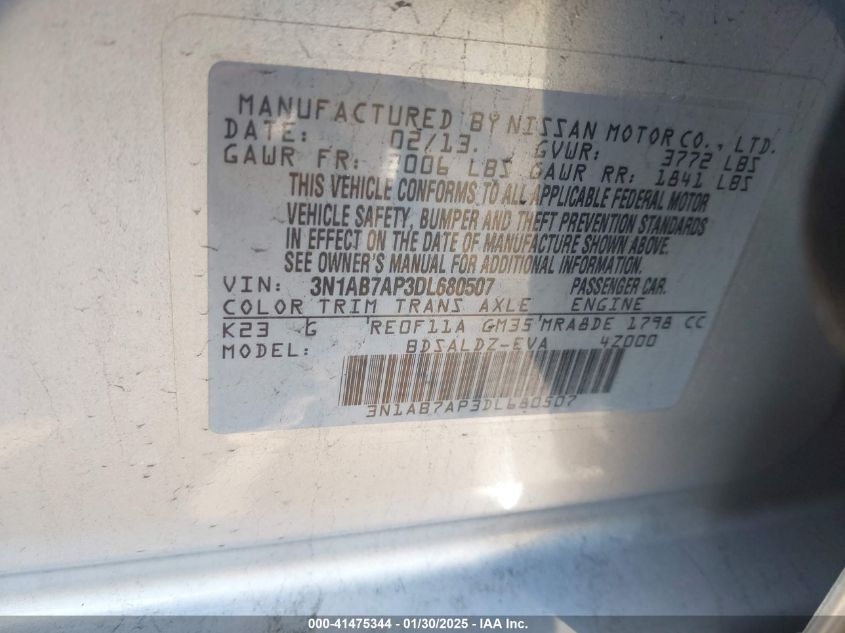 MANUFACTURED BY NISSAN MOTOR CO., LTD.
DATE: 02/13. GVWR: 3772 LBS
GAWR FR: 2006 LBS GAWR RR: 1841 LBS
THIS VEHICLE CONFORMS TO ALL APPLICABLE FEDERAL MOTOR
VEHICLE SAFETY, BUMPER AND THEFT PREVENTION STANDARDS
IN EFFECT ON THE DATE OF MANUFACTURE SHOWN ABOVE.
SEE OWNER'S MANUAL FOR ADDITIONAL INFORMATION.
VIN: 3N1AB7AP3DL680507 PASSENGER CAR.
COLOR TRIM TRANS AXLE ENGINE
K23 G RE0F11A GM35 MRA8DE 1798 CC
MODEL: BDSALDZ-EVA 4Z000
3N1AB7AP3DL680507
000-41475344 | 01/30/2025 - IAA Inc.